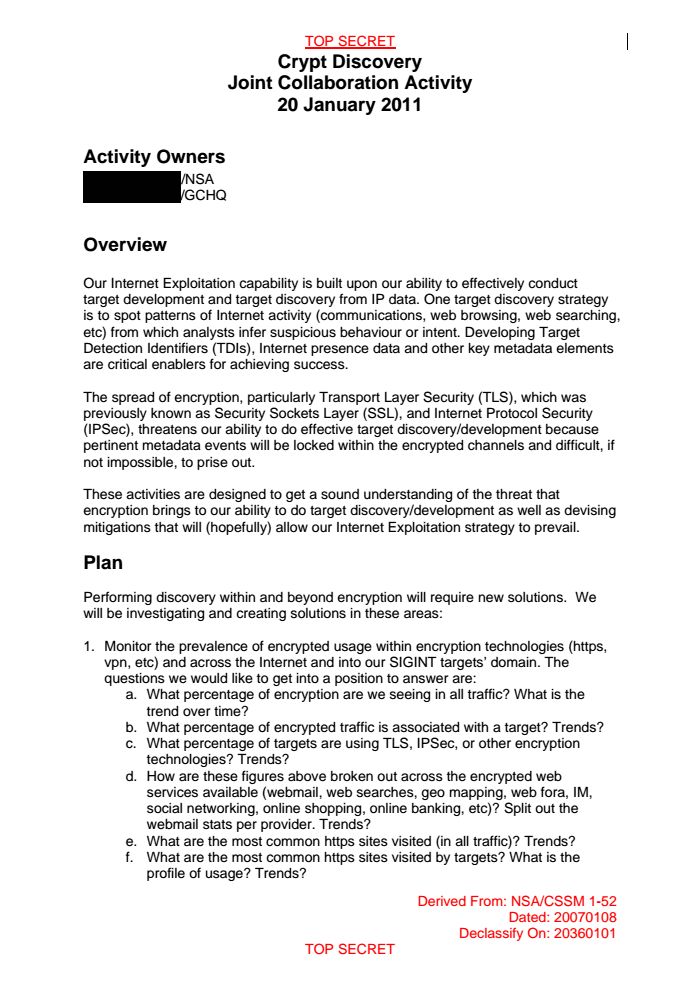 TOP SECRET
Crypt Discovery
Joint Collaboration Activity
20 January 2011
Activity Owners
/NSA
/GCHQ
Overview
Our Internet Exploitation capability is built upon our ability to effectively conduct
target development and target discovery from IP data. One target discovery strategy
is to spot patterns of Internet activity (communications, web browsing, web searching,
etc) from which analysts infer suspicious behaviour or intent. Developing Target
Detection Identifiers (TDIs), Internet presence data and other key metadata elements
are critical enablers for achieving success.
The spread of encryption, particularly Transport Layer Security (TLS), which was
previously known as Security Sockets Layer (SSL), and Internet Protocol Security
(IPSec), threatens our ability to do effective target discovery/development because
pertinent metadata events will be locked within the encrypted channels and difficult, if
not impossible, to prise out.
These activities are designed to get a sound understanding of the threat that
encryption brings to our ability to do target discovery/development as well as devising
mitigations that will (hopefully) allow our Internet Exploitation strategy to prevail.
Plan
Performing discovery within and beyond encryption will require new solutions. We
will be investigating and creating solutions in these areas:
1. Monitor the prevalence of encrypted usage within encryption technologies (https,
vpn, etc) and across the Internet and into our SIGINT targets' domain. The
questions we would like to get into a position to answer are:
a. What percentage of encryption are we seeing in all traffic? What is the
trend over time?
b. What percentage of encrypted traffic is associated with a target? Trends?
c. What percentage of targets are using TLS, IPSec, or other encryption
technologies? Trends?
d. How are these figures above broken out across the encrypted web
services available (webmail, web searches, geo mapping, web fora, IM,
social networking, online shopping, online banking, etc)? Split out the
webmail stats per provider. Trends?
e. What are the most common https sites visited (in all traffic)? Trends?
f. What are the most common https sites visited by targets? What is the
profile of usage? Trends?
Derived From: NSA/CSSM 1-52
Dated: 20070108
Declassify On: 20360101
TOP SECRET